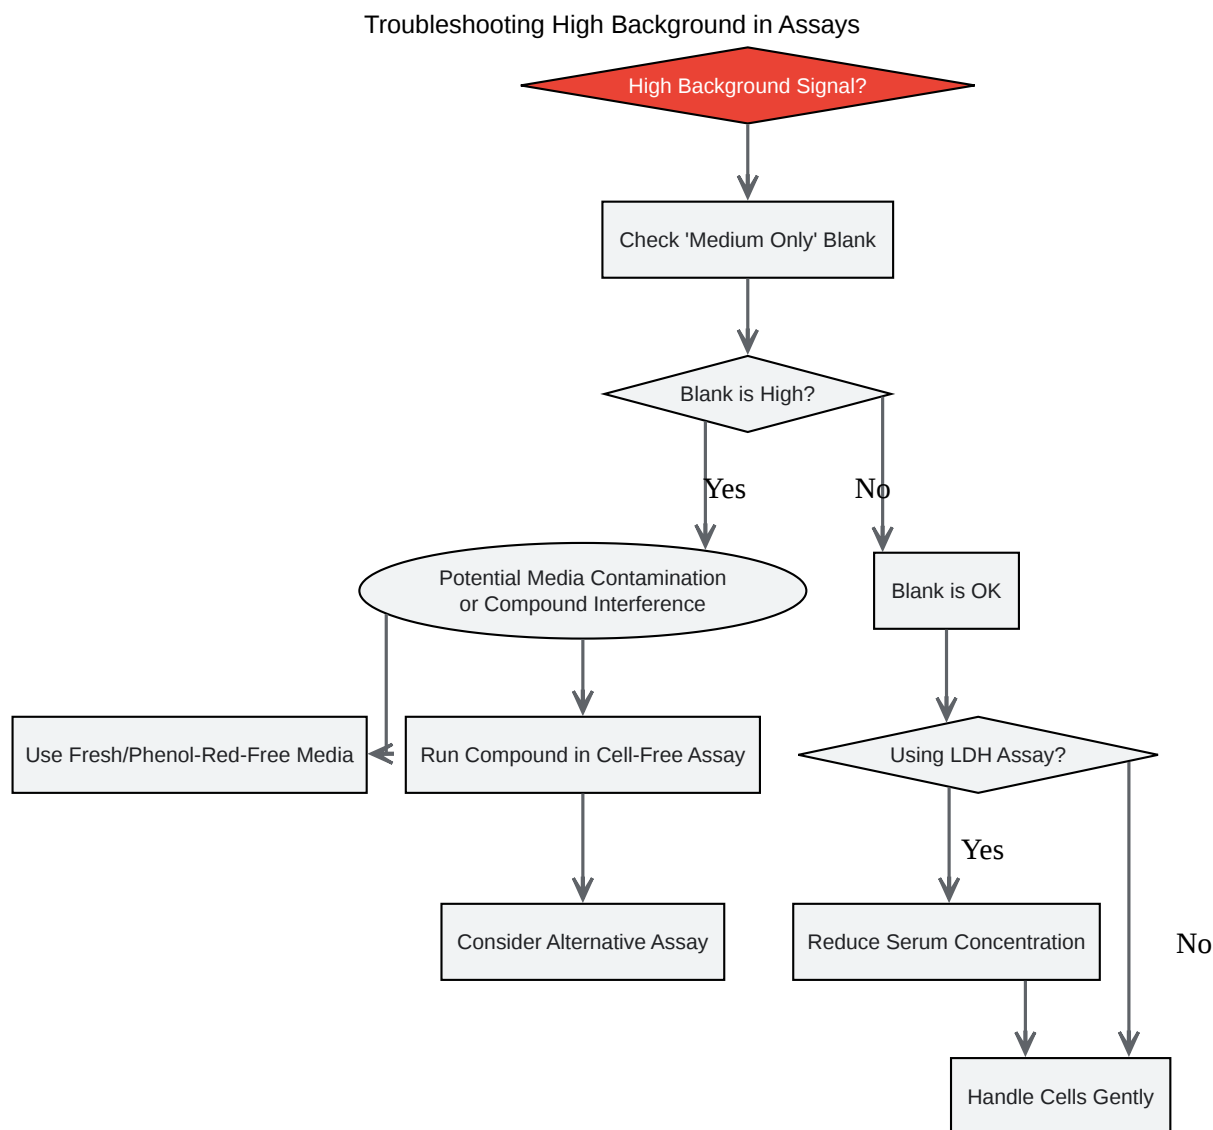 Troubleshooting High Background in Assays
High Background Signal?
Check 'Medium Only' Blank
Blank is High?
Yes
No
Potential Media Contamination
or Compound Interference
Blank is OK
Use Fresh/Phenol-Red-Free Media
Run Compound in Cell-Free Assay
Using LDH Assay?
Yes
Consider Alternative Assay
Reduce Serum Concentration
No
Handle Cells Gently